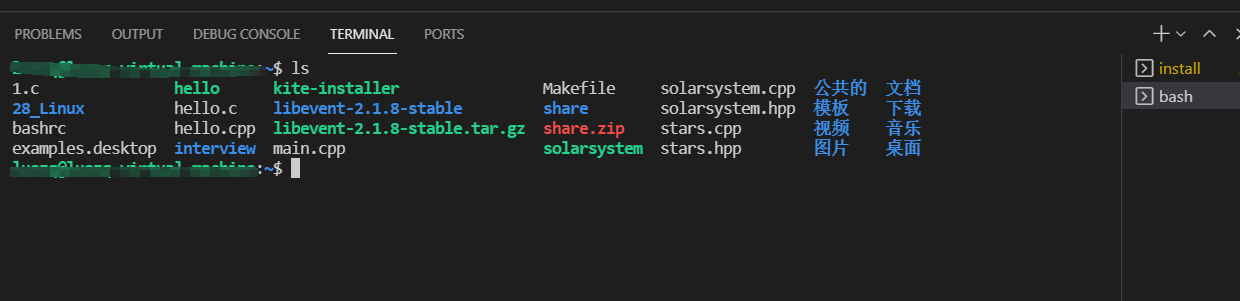 PROBLEMS OUTPUT DEBUG CONSOLE TERMINAL PORTS
:~$ ls
1.c hello kite-installer Makefile solarsystem.cpp 公共的 文档
28_Linux hello.c libevent-2.1.8-stable share solarsystem.hpp 模板 下载
bashrc hello.cpp libevent-2.1.8-stable.tar.gz share.zip stars.cpp 视频 音乐
examples.desktop interview main.cpp solarsystem stars.hpp 图片 桌面
:~$
install
bash